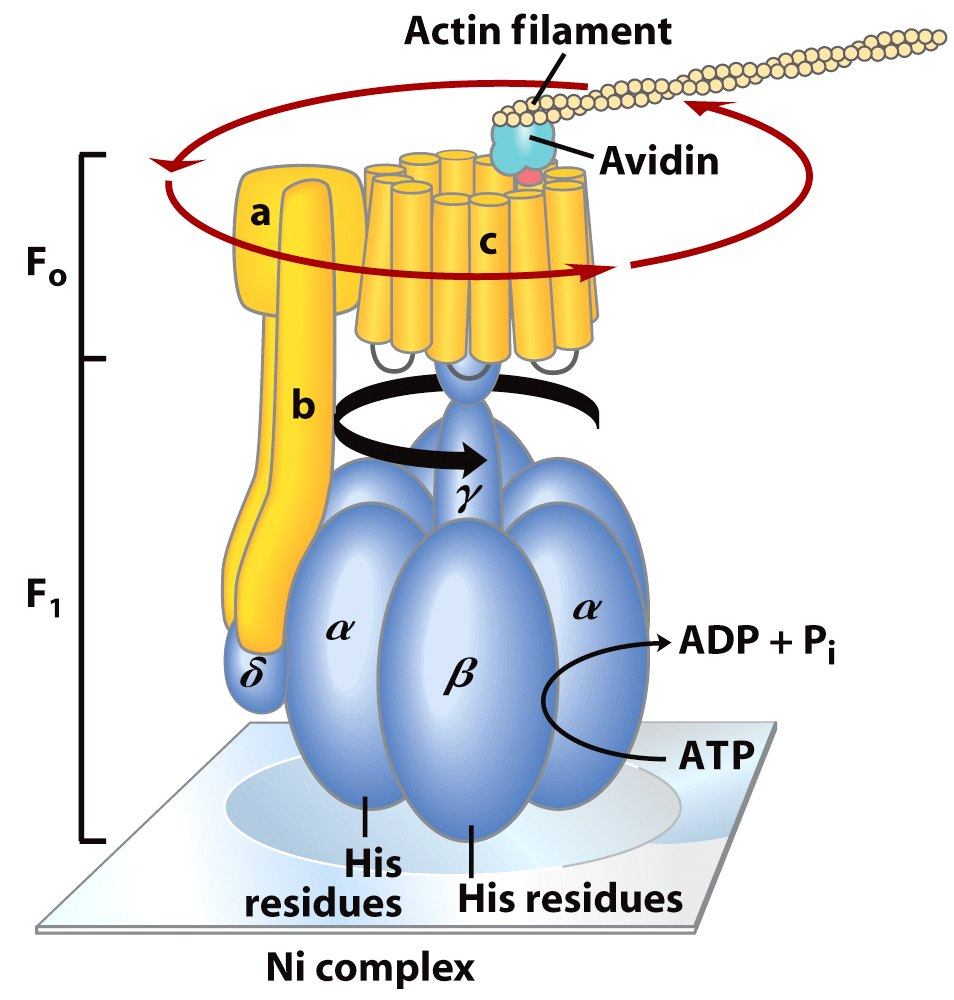 Actin filament
Avidin
a
c
Fo
b
γ
F1
α
α
ADP + Pi
β
δ
ATP
His
residues
His residues
Ni complex